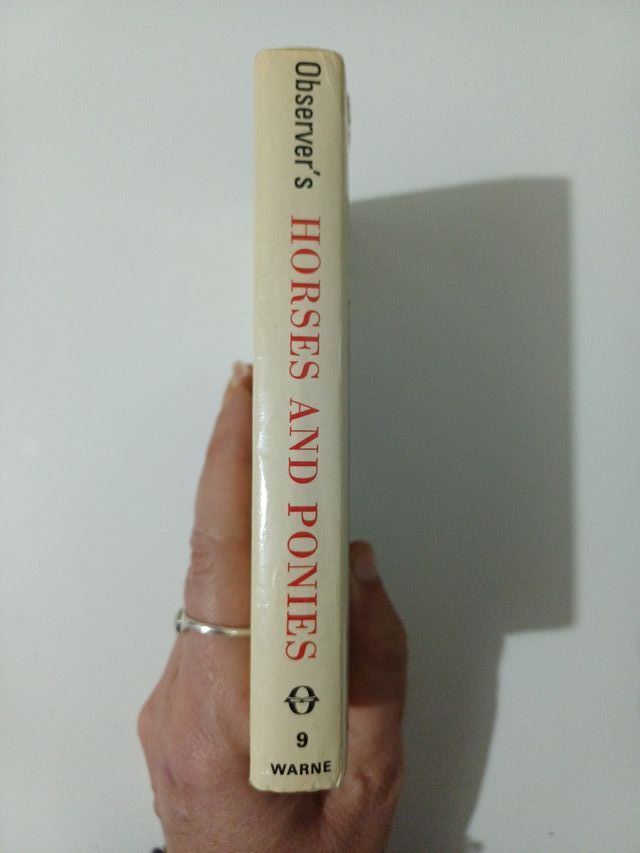 Observer's HORSES AND PONIES
9
WARNE